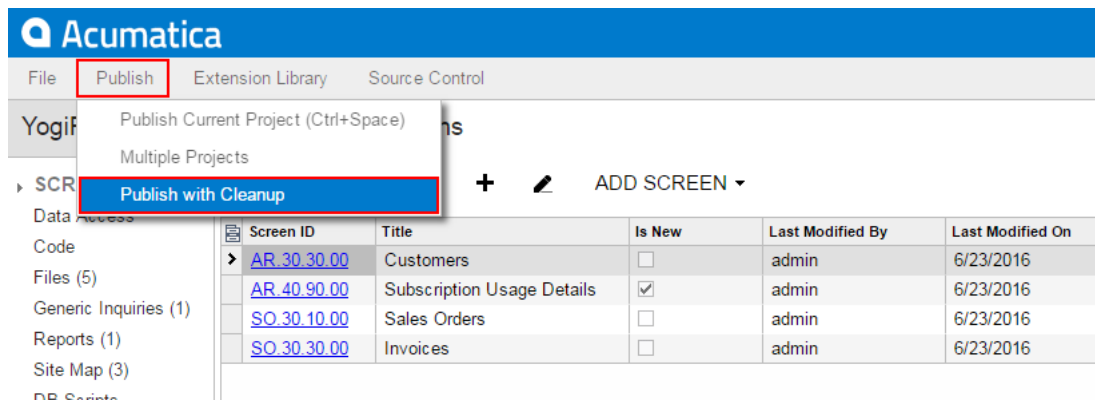 Acumatica
File Publish Extension Library Source Control
Publish Current Project (Ctrl+Space)
Multiple Projects
Publish with Cleanup
ADD SCREEN
Data Access
Code
Files (5)
Generic Inquiries (1)
Reports (1)
Site Map (3)
DB Scripts
Screen ID Title Is New Last Modified By Last Modified On
AR.30.30.00 Customers admin 6/23/2016
AR.40.90.00 Subscription Usage Details admin 6/23/2016
SO.30.10.00 Sales Orders admin 6/23/2016
SO.30.30.00 Invoices admin 6/23/2016